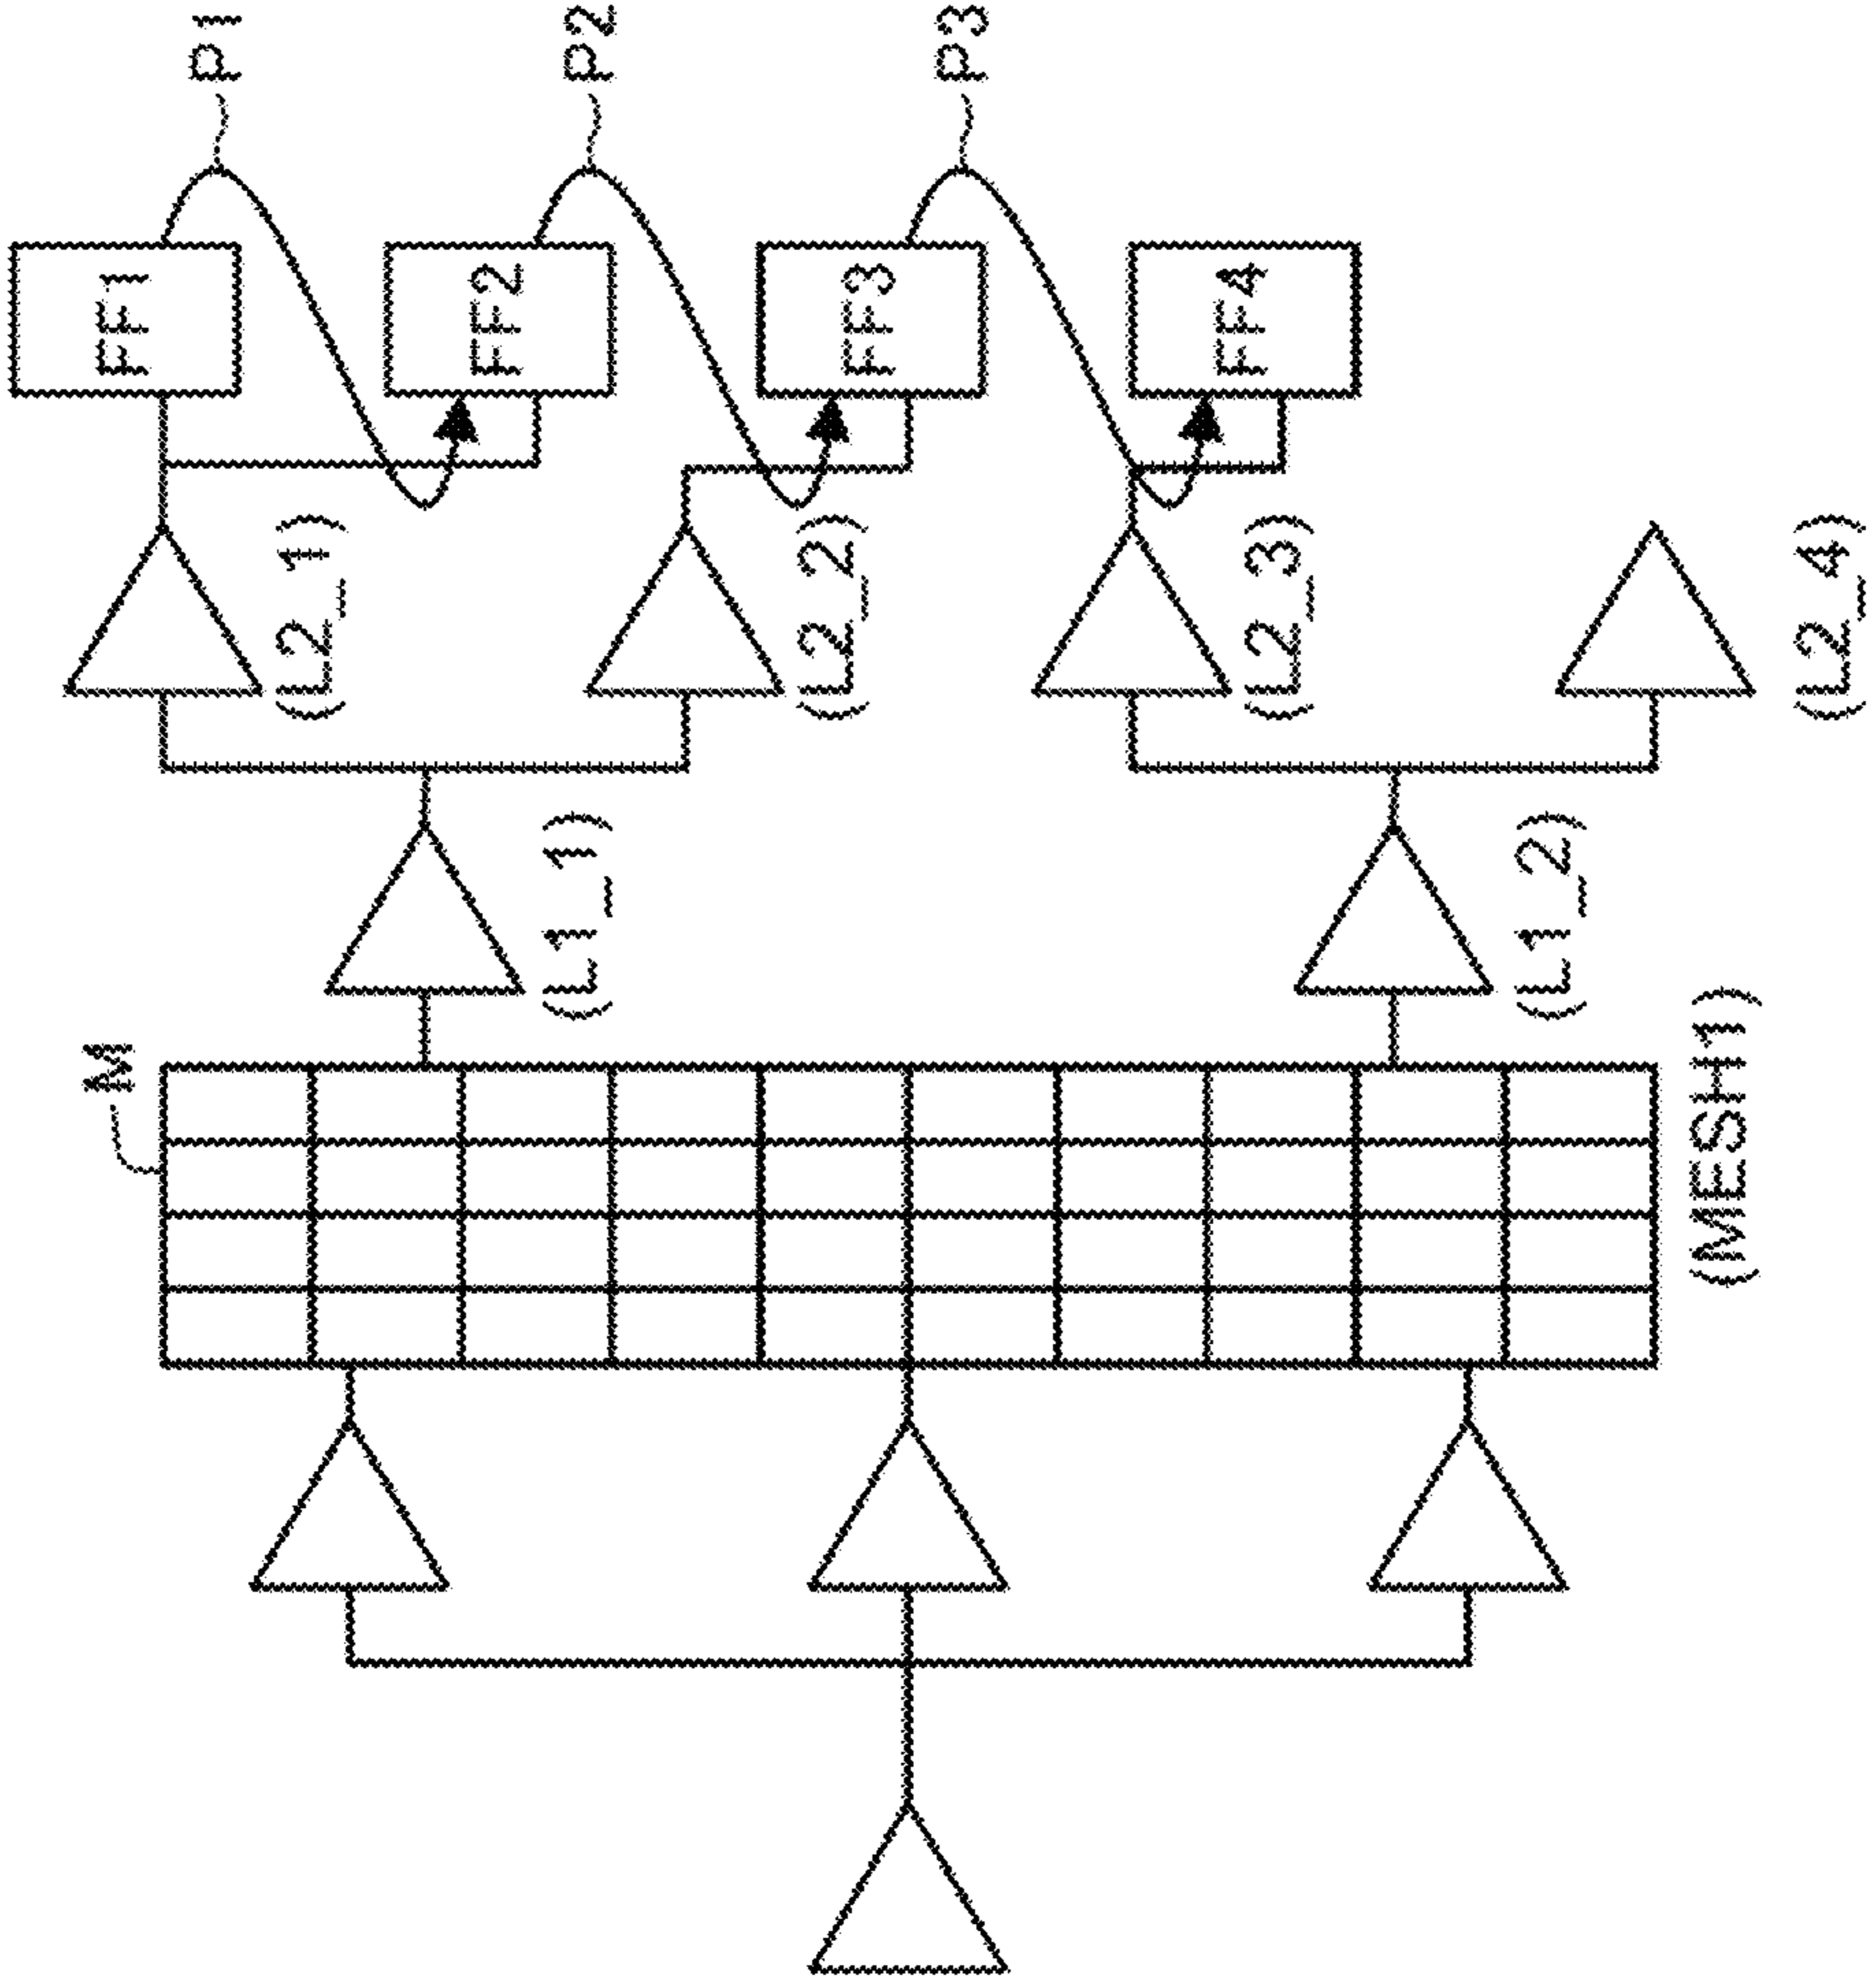 P1
P2
P3
FF1
FF2
FF3
FF4
(L2_1)
(L2_2)
(L2_3)
(L2_4)
(L1_1)
(L1_2)
M
(MESH1)